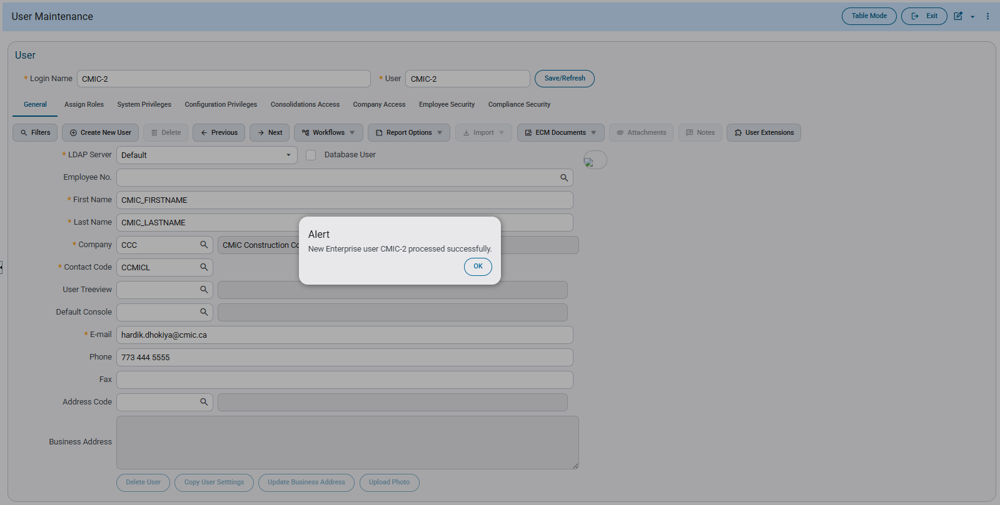 User Maintenance
Table Mode Exit
User
* Login Name CMIC-2 * User CMIC-2 Save/Refresh
General Assign Roles System Privileges Configuration Privileges Consolidations Access Company Access Employee Security Compliance Security
Filters Create New User Delete Previous Next Workflows Report Options Import ECM Documents Attachments Notes User Extensions
* LDAP Server Default Database User
Employee No.
* First Name CMIC_FIRSTNAME
* Last Name CMIC_LASTNAME
* Company CCC CMiC Construction Co
* Contact Code CCMICL
User Treeview
Default Console
* E-mail hardik.dhokiya@cmic.ca
Phone 773 444 5555
Fax
Address Code
Business Address
Delete User Copy User Setttings Update Business Address Upload Photo
Alert
New Enterprise user CMIC-2 processed successfully.
OK